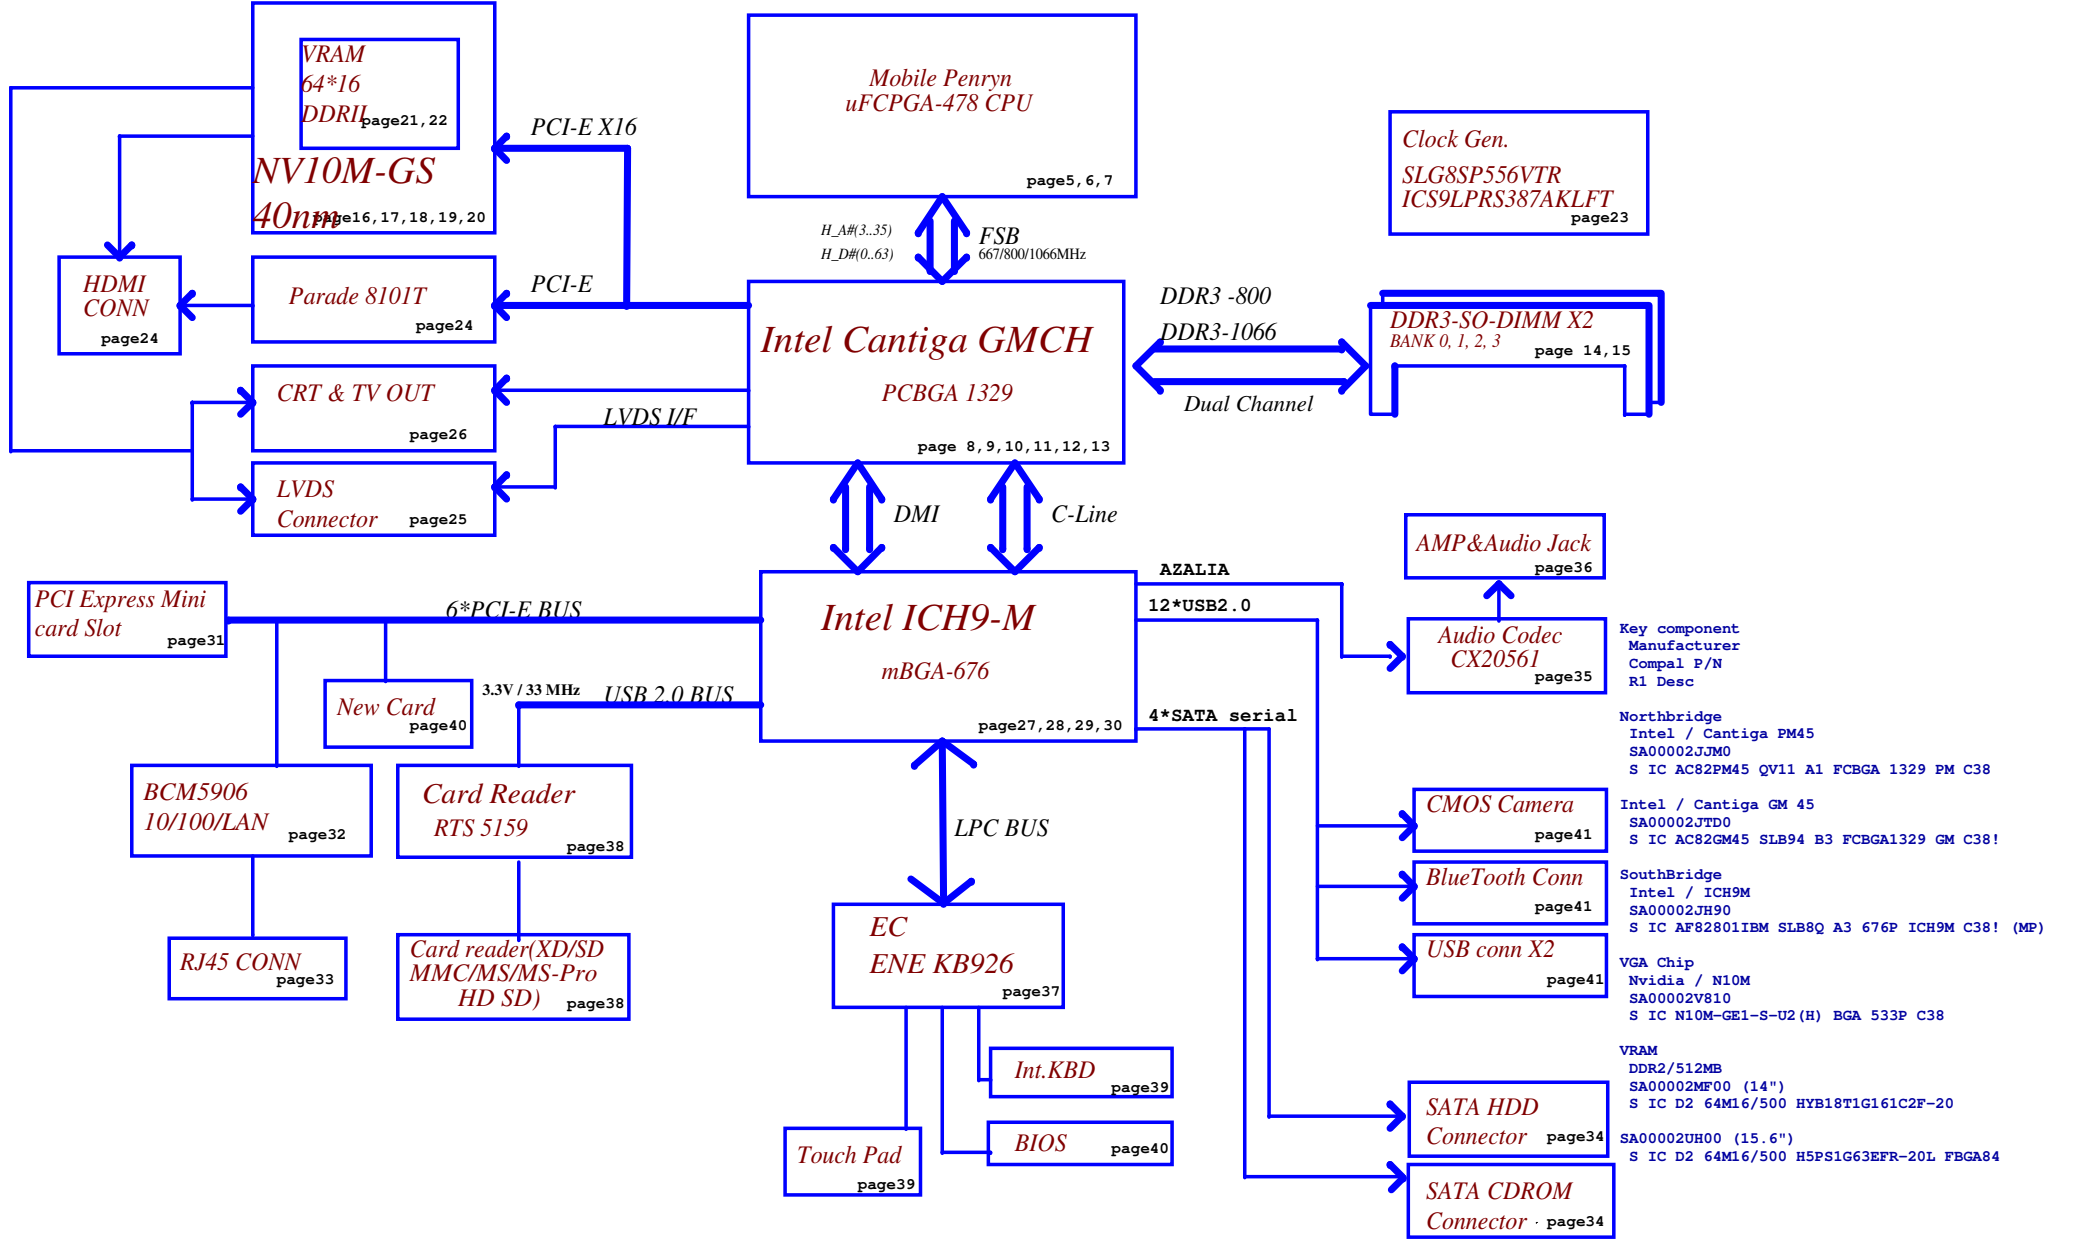 VRAM
64*16
DDRII
page21,22
NV10M-GS
40nm
page16,17,18,19,20
PCI-E X16
Mobile Penryn
uFCPGA-478 CPU
page5,6,7
Clock Gen.
SLG8SP556VTR
ICS9LPRS387AKLFT
page23
H_A#(3..35)
H_D#(0..63)
FSB
667/800/1066MHz
HDMI
CONN
page24
Parade 8101T
page24
PCI-E
Intel Cantiga GMCH
PCBGA 1329
page 8,9,10,11,12,13
DDR3 -800
DDR3-1066
Dual Channel
DDR3-SO-DIMM X2
BANK 0, 1, 2, 3
page 14,15
CRT & TV OUT
page26
LVDS I/F
LVDS
Connector
page25
DMI
C-Line
AMP&Audio Jack
page36
PCI Express Mini
card Slot
page31
6*PCI-E BUS
Intel ICH9-M
mBGA-676
page27,28,29,30
AZALIA
12*USB2.0
4*SATA serial
Audio Codec
CX20561
page35
New Card
page40
3.3V / 33 MHz
USB 2.0 BUS
BCM5906
10/100/LAN
page32
Card Reader
RTS 5159
page38
LPC BUS
CMOS Camera
page41
BlueTooth Conn
page41
USB conn X2
page41
RJ45 CONN
page33
Card reader(XD/SD
MMC/MS/MS-Pro
HD SD)
page38
EC
ENE KB926
page37
Int.KBD
page39
BIOS
page40
Touch Pad
page39
SATA HDD
Connector
page34
SATA CDROM
Connector
page34
Key component
Manufacturer
Compal P/N
R1 Desc
Northbridge
Intel / Cantiga PM45
SA00002JJM0
S IC AC82PM45 QV11 A1 FCBGA 1329 PM C38
Intel / Cantiga GM 45
SA00002JTD0
S IC AC82GM45 SLB94 B3 FCBGA1329 GM C38!
SouthBridge
Intel / ICH9M
SA00002JH90
S IC AF82801IBM SLB8Q A3 676P ICH9M C38! (MP)
VGA Chip
Nvidia / N10M
SA00002V810
S IC N10M-GE1-S-U2(H) BGA 533P C38
VRAM
DDR2/512MB
SA00002MF00 (14")
S IC D2 64M16/500 HYB18T1G161C2F-20
SA00002UH00 (15.6")
S IC D2 64M16/500 H5PS1G63EFR-20L FBGA84